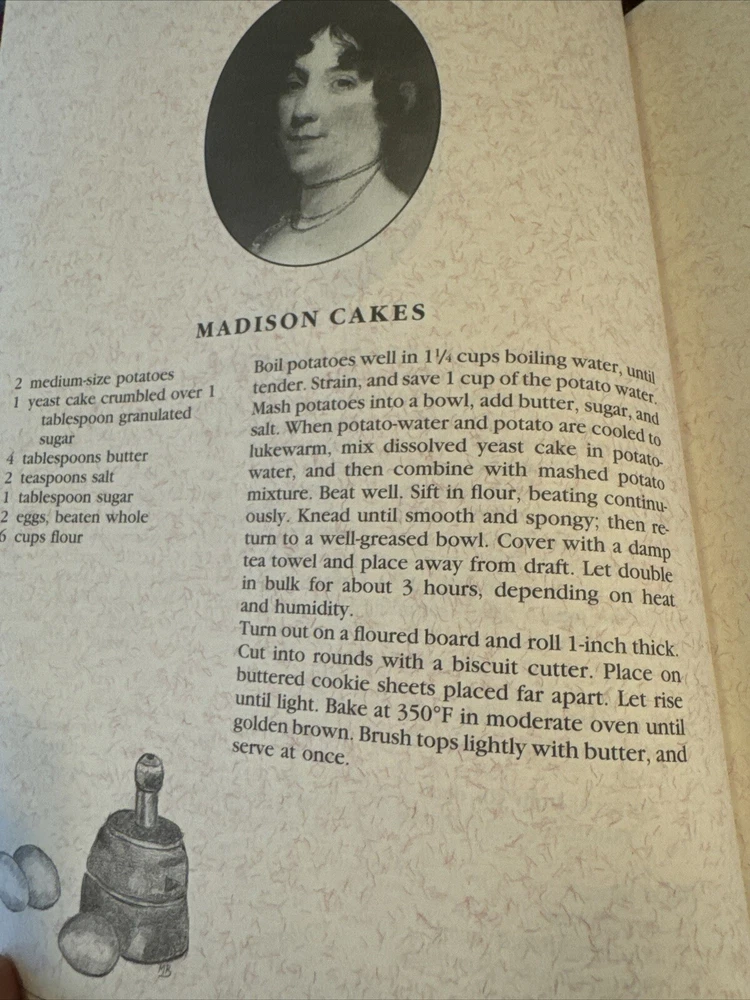 MADISON CAKES
2 medium-size potatoes
1 yeast cake crumbled over 1
tablespoon granulated
sugar
4 tablespoons butter
2 teaspoons salt
1 tablespoon sugar
2 eggs, beaten whole
6 cups flour
Boil potatoes well in 1¼ cups boiling water, until
tender. Strain, and save 1 cup of the potato water.
Mash potatoes into a bowl, add butter, sugar, and
salt. When potato-water and potato are cooled to
lukewarm, mix dissolved yeast cake in potato-
water, and then combine with mashed potato
mixture. Beat well. Sift in flour, beating continu-
ously. Knead until smooth and spongy; then re-
turn to a well-greased bowl. Cover with a damp
tea towel and place away from draft. Let double
in bulk for about 3 hours, depending on heat
and humidity.
Turn out on a floured board and roll 1-inch thick.
Cut into rounds with a biscuit cutter. Place on
buttered cookie sheets placed far apart. Let rise
until light. Bake at 350°F in moderate oven until
golden brown. Brush tops lightly with butter, and
serve at once.